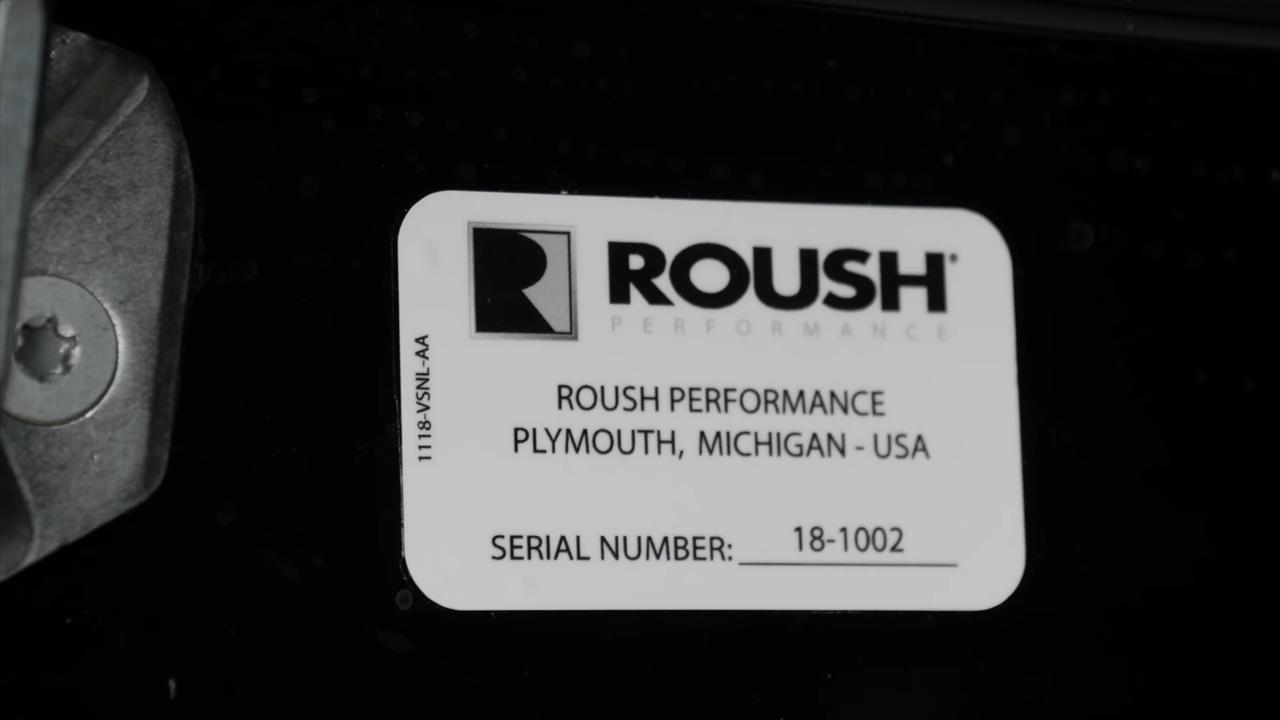 ROUSH®
PERFORMANCE
1118-VSNL-AA
ROUSH PERFORMANCE
PLYMOUTH, MICHIGAN - USA
SERIAL NUMBER: 18-1002